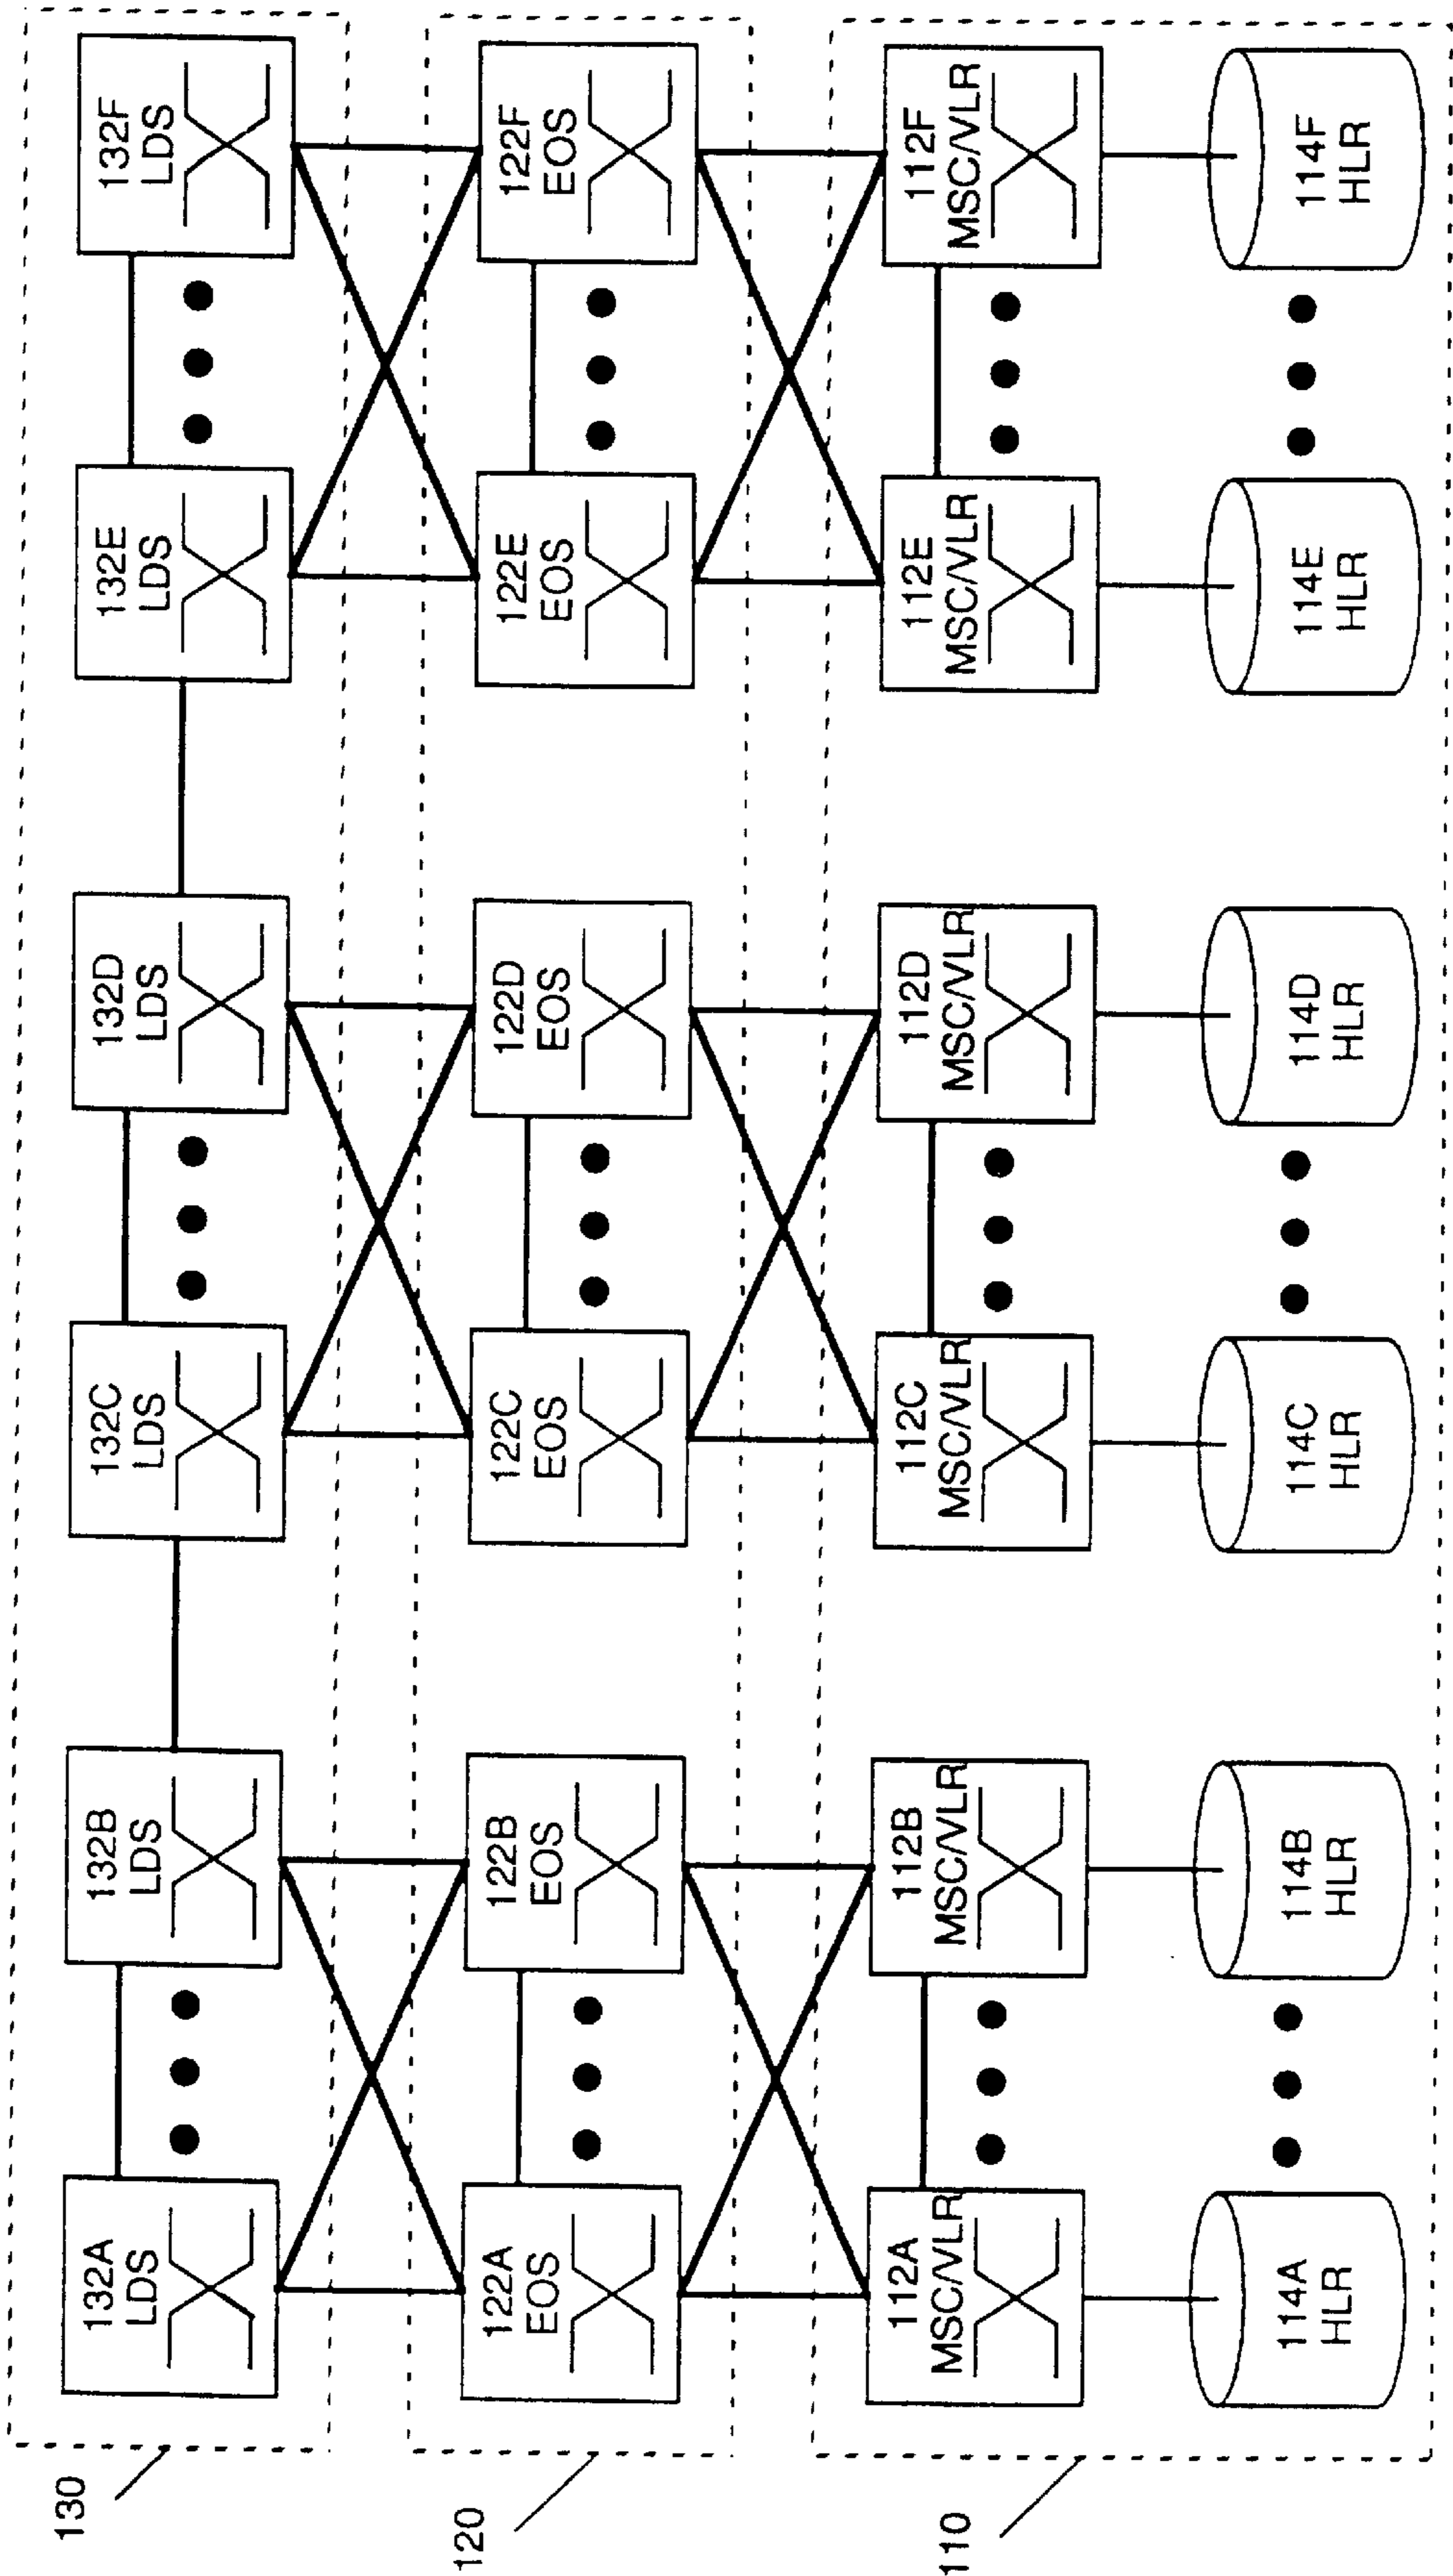 130
132A
LDS
132B
LDS
132C
LDS
132D
LDS
132E
LDS
132F
LDS
120
122A
EOS
122B
EOS
122C
EOS
122D
EOS
122E
EOS
122F
EOS
110
112A
MSC/VLR
112B
MSC/VLR
112C
MSC/VLR
112D
MSC/VLR
112E
MSC/VLR
112F
MSC/VLR
114A
HLR
114B
HLR
114C
HLR
114D
HLR
114E
HLR
114F
HLR